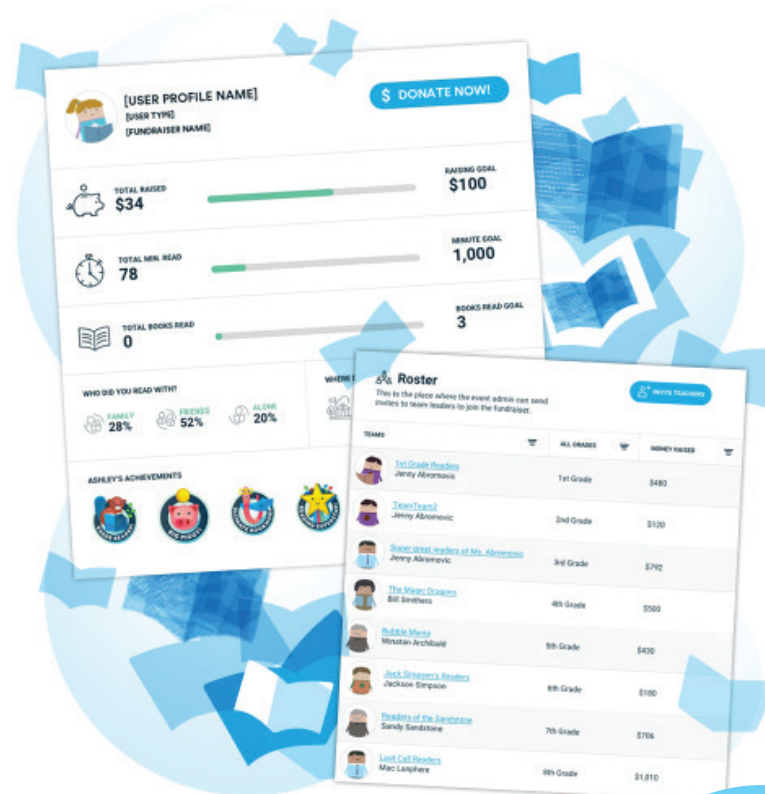 [USER PROFILE NAME]
[USER TYPE]
[FUNDRAISER NAME]
$ DONATE NOW!
TOTAL RAISED
$34
RAISING GOAL
$100
TOTAL MIN. READ
78
MINUTE GOAL
1,000
TOTAL BOOKS READ
0
BOOKS READ GOAL
3
WHO DID YOU READ WITH?
FAMILY
28%
FRIENDS
52%
ALONE
20%
WHERE
ASHLEY'S ACHIEVEMENTS
EAGER READER!
BIG PIGGY!
Roster
This is the place where the event admin can send
invites to team leaders to join the fundraiser.
INVITE TEACHERS
TEAMS ALL GRADES MONEY RAISED
1st Grade Readers
Jenny Abromovic
1st Grade $480
TeamTeam2
Jenny Abromovic
2nd Grade $120
Super great readers of Ms. Abromovic
Jenny Abromovic
3rd Grade $792
The Magic Dragons
Bill Smithers
4th Grade $500
Bubble Mania
Winston Archibald
5th Grade $430
Jack Simpson's Readers
Jackson Simpson
6th Grade $180
Readers of the Sandstone
Sandy Sandstone
7th Grade $706
Last Call Readers
Mac Lanphere
8th Grade $1,010